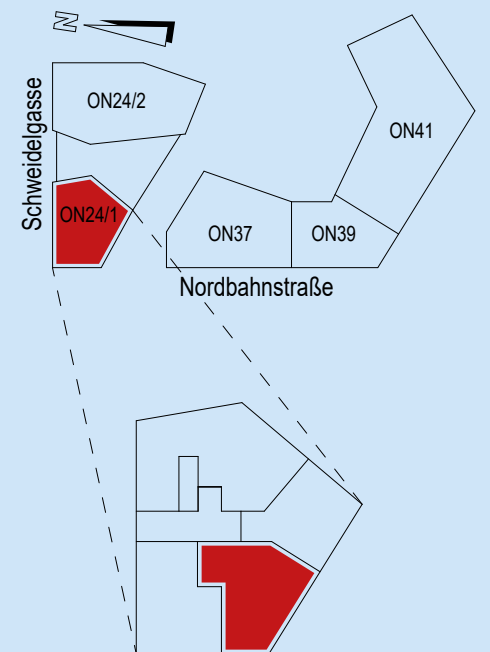 N
ON24/2
ON41
Schweidelgasse
ON24/1
ON37
ON39
Nordbahnstraße